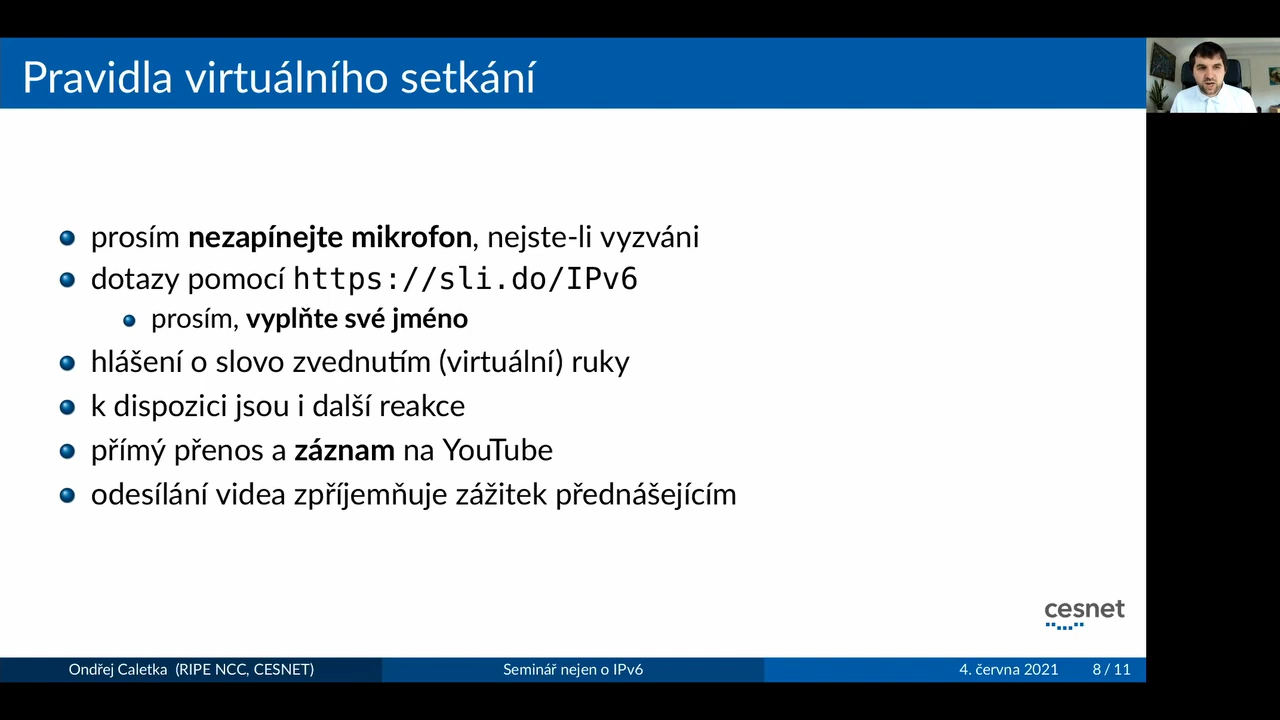 Pravidla virtuálního setkání
prosím nezapínejte mikrofon, nejste-li vyzváni
dotazy pomocí https://sli.do/IPv6
prosím, vyplňte své jméno
hlášení o slovo zvednutím (virtuální) ruky
k dispozici jsou i další reakce
přímý přenos a záznam na YouTube
odesílání videa zpříjemňuje zážitek přednášejícím
cesnet
Ondřej Caletka (RIPE NCC, CESNET) Seminář nejen o IPv6 4. června 2021 8 / 11